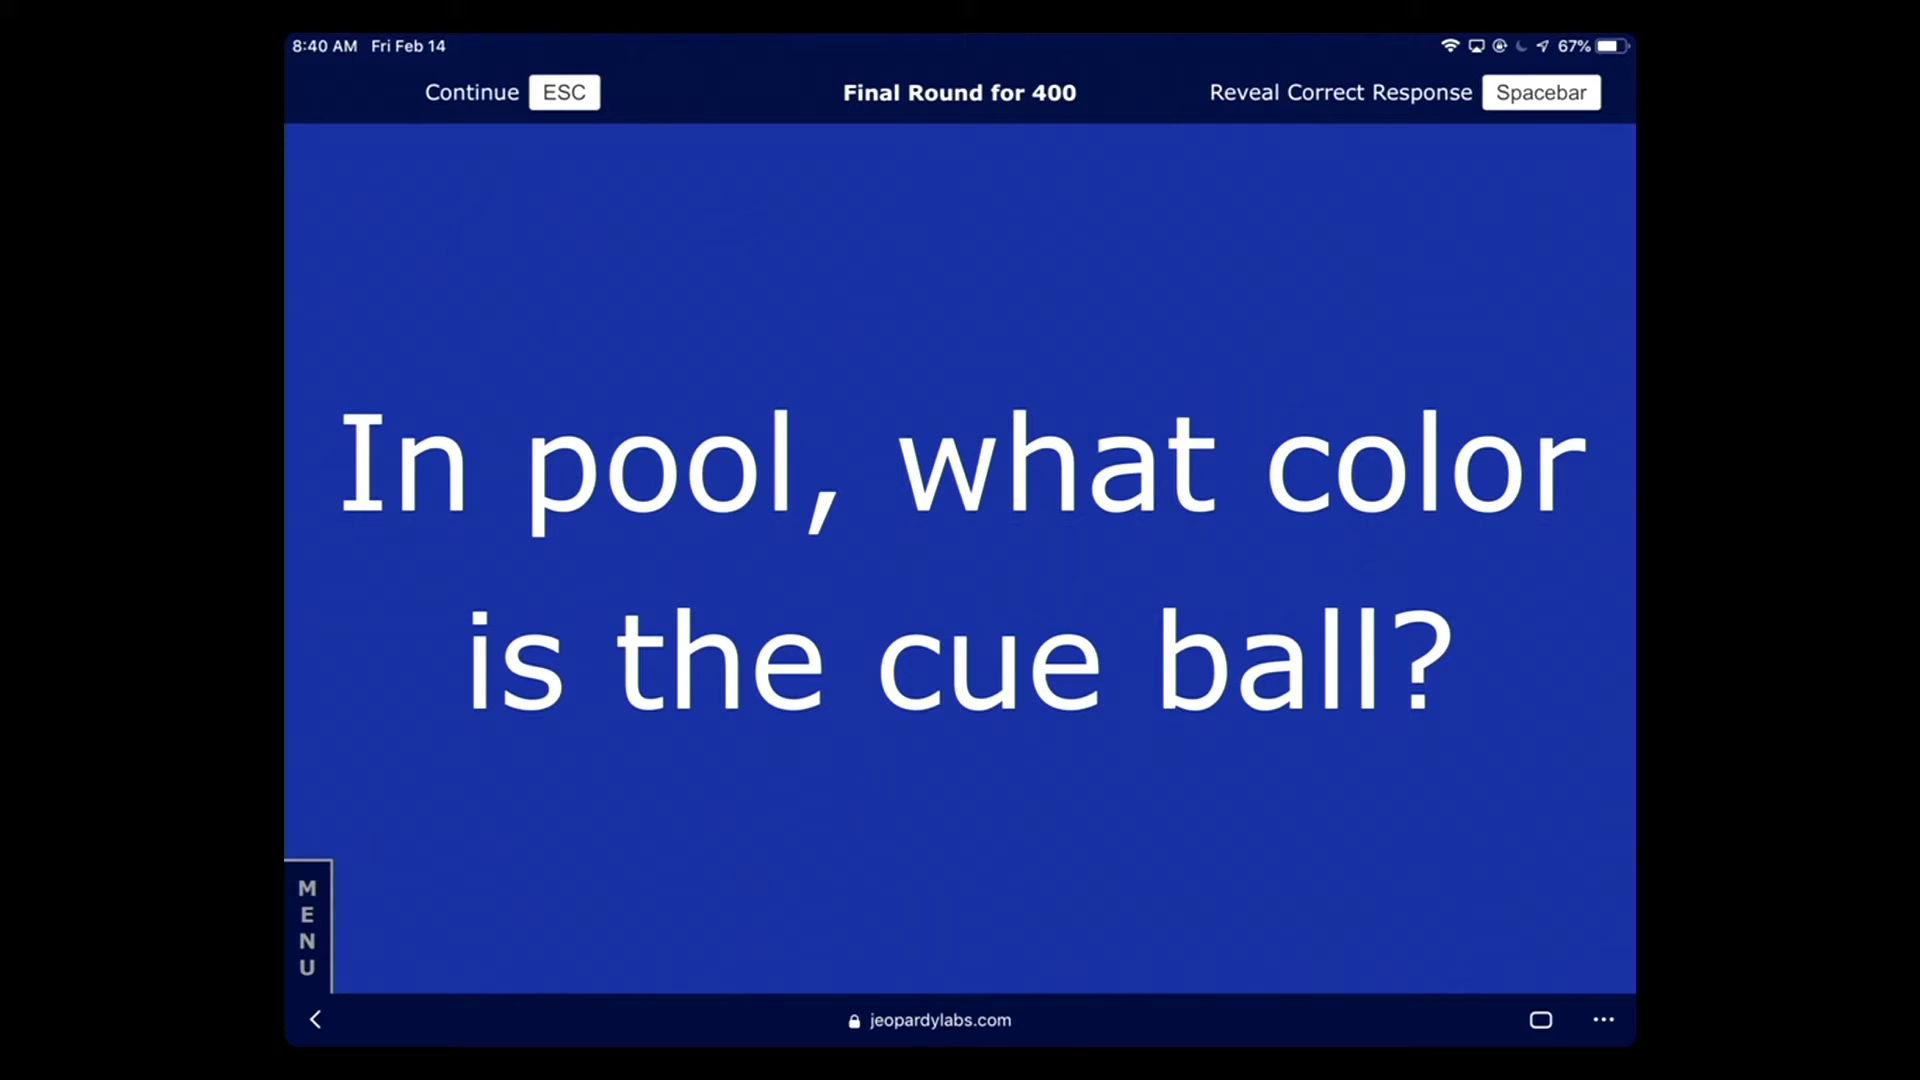 8:40 AM Fri Feb 14 67%
Continue ESC Final Round for 400 Reveal Correct Response Spacebar
In pool, what color
is the cue ball?
MENU
jeopardylabs.com